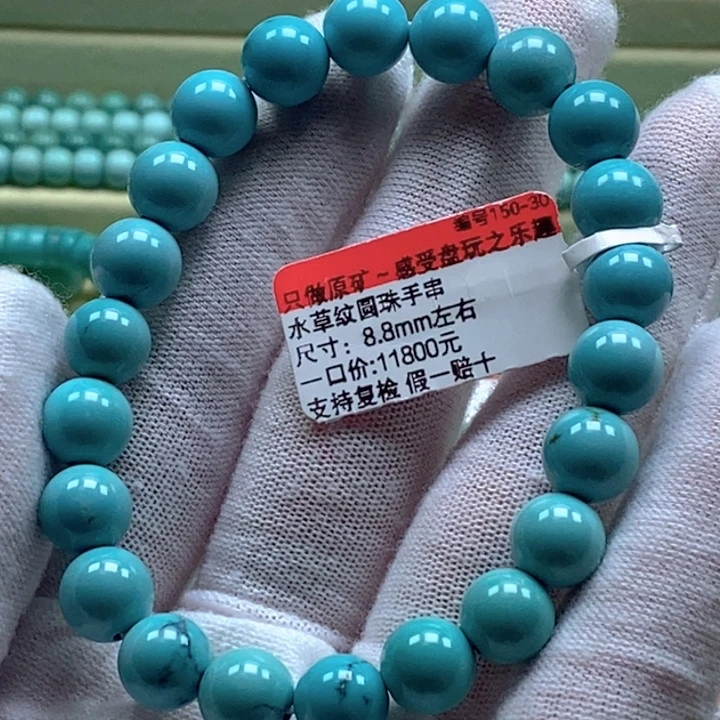 编号150-30
只做原矿~感受盘玩之乐趣
水草纹圆珠手串
尺寸：8.8mm左右
一口价:11800元
支持复检 假一赔十